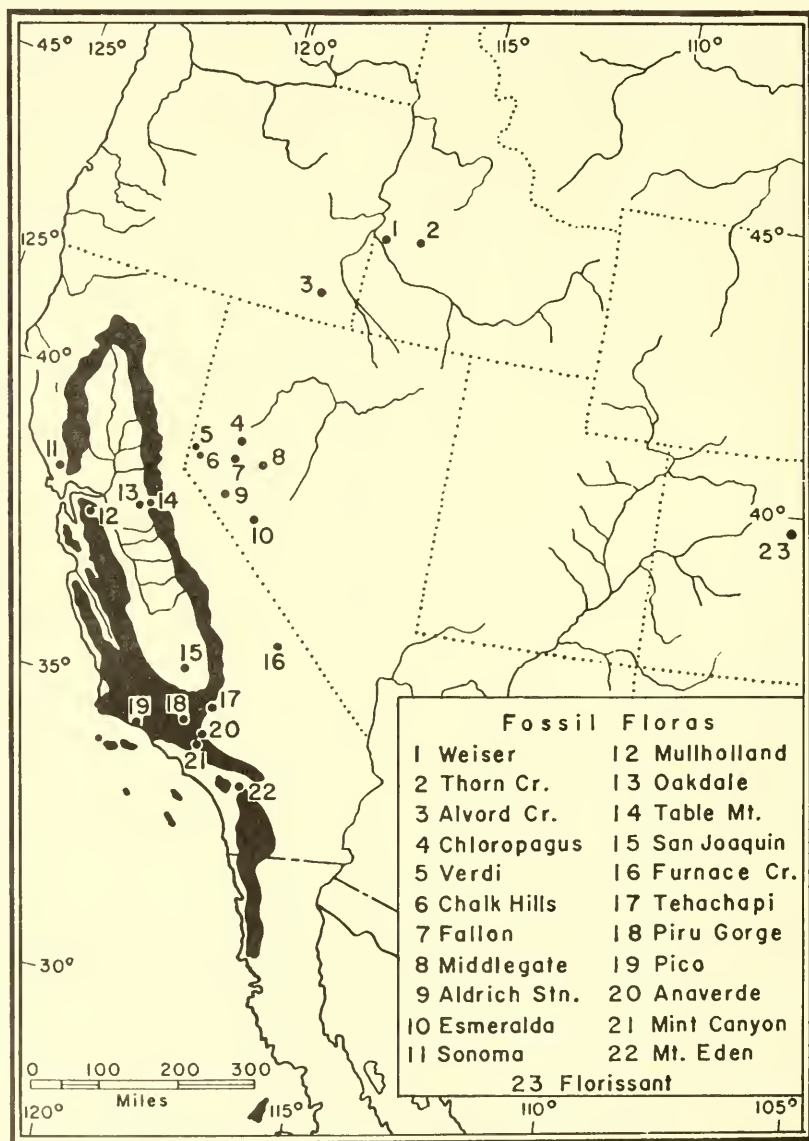 45° 125° 120° 115° 110°
125° 1 2 45°
3
40°
4
5
6 7 8
11 9
13 14
12 10 40°
23
15 16
35°
17
19 18
20
21
22
Fossil Floras
1 Weiser 12 Mullholland
2 Thorn Cr. 13 Oakdale
3 Alvord Cr. 14 Table Mt.
4 Chloropagus 15 San Joaquin
5 Verdi 16 Furnace Cr.
6 Chalk Hills 17 Tehachapi
7 Fallon 18 Piru Gorge
8 Middlegate 19 Pico
9 Aldrich Stn. 20 Anaverde
10 Esmeralda 21 Mint Canyon
11 Sonoma 22 Mt. Eden
23 Florissant
30°
0 100 200 300
Miles
120° 115° 110° 105°